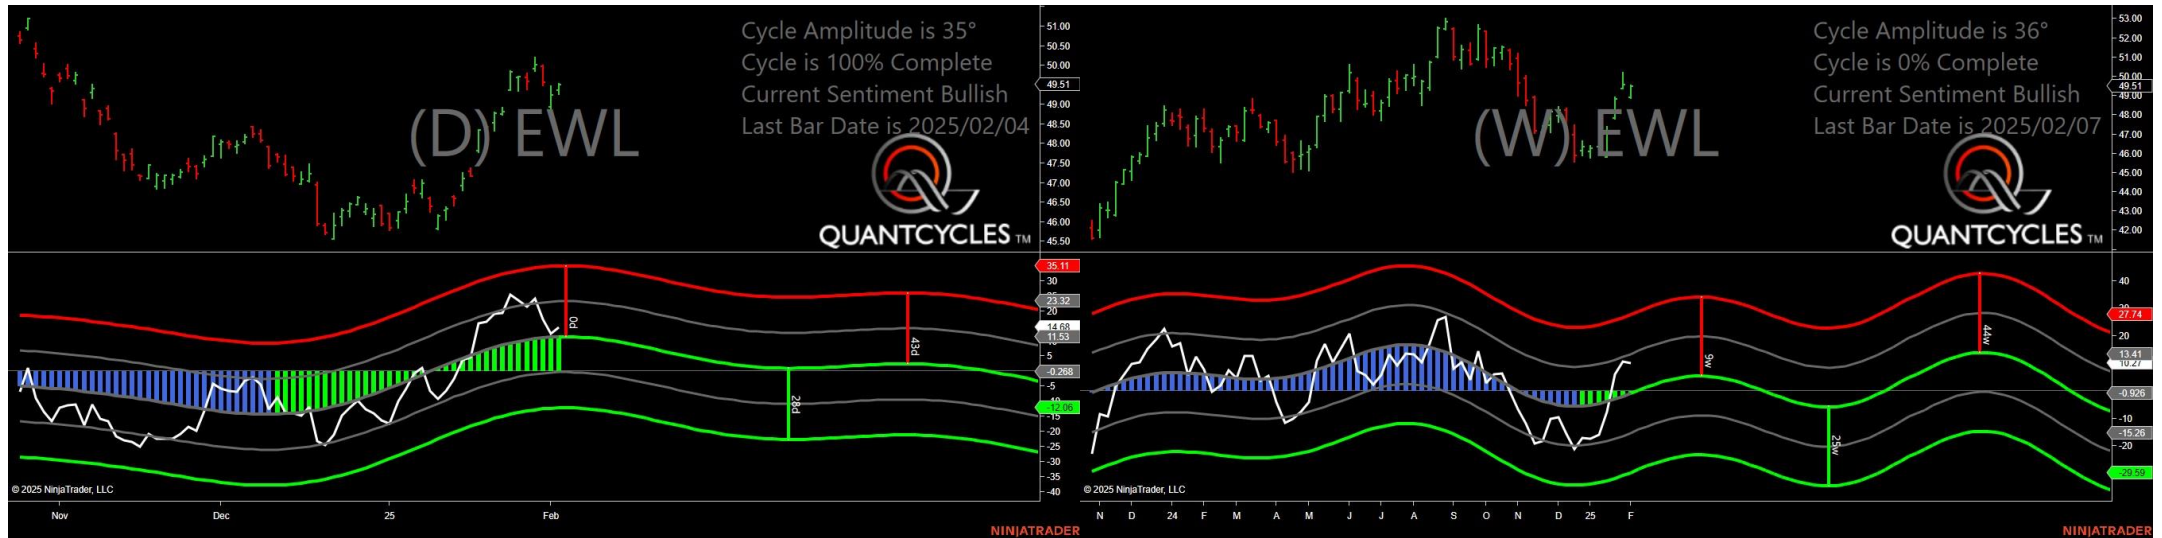 Cycle Amplitude is 35°
Cycle is 100% Complete
Current Sentiment Bullish
Last Bar Date is 2025/02/04
(D) EWL
QUANTCYCLES TM
51.00
50.50
50.00
49.51
49.00
48.50
48.00
47.50
47.00
46.50
46.00
45.50
35.11
30
23.32
20
14.68
11.53
5
-0.268
-5
-12.06
-15
-20
-25
-30
-35
-40
0d
28d
43d
© 2025 NinjaTrader, LLC
Nov
Dec
25
Feb
NINJATRADER
Cycle Amplitude is 36°
Cycle is 0% Complete
Current Sentiment Bullish
Last Bar Date is 2025/02/07
(W) EWL
QUANTCYCLES TM
53.00
52.00
51.00
50.00
49.51
49.00
48.00
47.00
46.00
45.00
44.00
43.00
42.00
40
27.74
20
13.41
10.27
-0.926
-10
-15.26
-20
-29.59
9w
25w
44w
© 2025 NinjaTrader, LLC
N
D
24
F
M
A
M
J
J
A
S
O
N
D
25
F
NINJATRADER